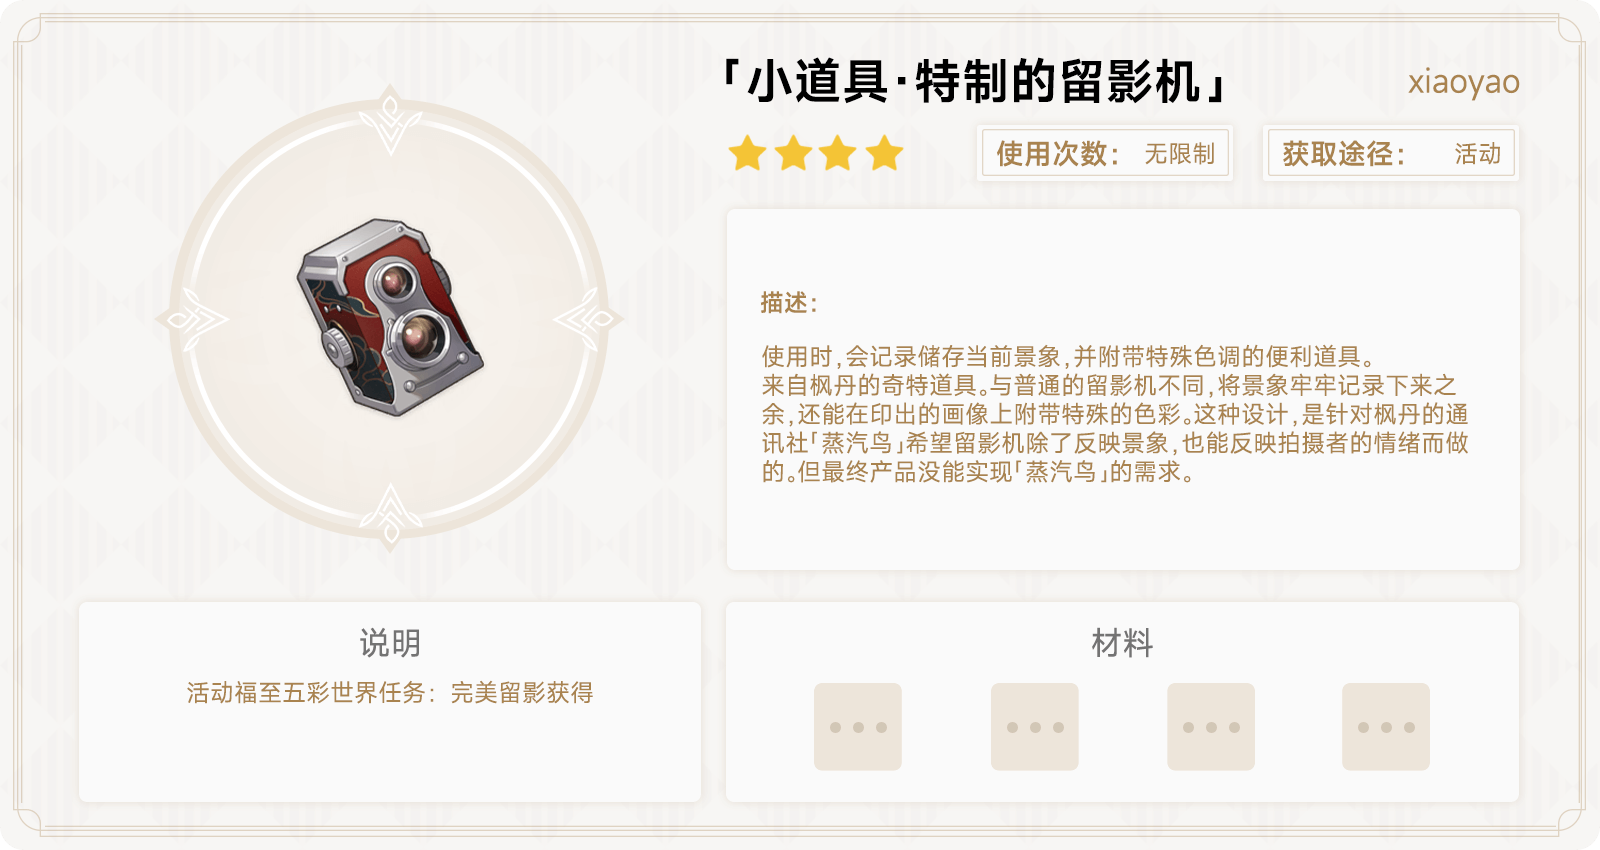 「小道具·特制的留影机」
xiaoyao
使用次数： 无限制
获取途径： 活动
描述：
使用时，会记录储存当前景象，并附带特殊色调的便利道具。
来自枫丹的奇特道具。与普通的留影机不同，将景象牢牢记录下来之
余，还能在印出的画像上附带特殊的色彩。这种设计，是针对枫丹的通
讯社「蒸汽鸟」希望留影机除了反映景象，也能反映拍摄者的情绪而做
的。但最终产品没能实现「蒸汽鸟」的需求。
说明
活动福至五彩世界任务：完美留影获得
材料